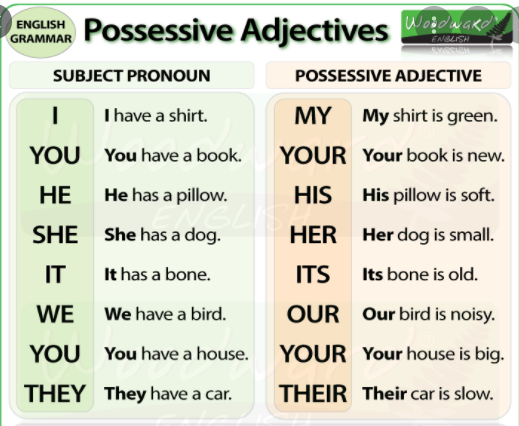 ENGLISH
GRAMMAR
Possessive Adjectives
Woodward®
ENGLISH
SUBJECT PRONOUN
POSSESSIVE ADJECTIVE
I I have a shirt. MY My shirt is green.
YOU You have a book. YOUR Your book is new.
HE He has a pillow. HIS His pillow is soft.
SHE She has a dog. HER Her dog is small.
IT It has a bone. ITS Its bone is old.
WE We have a bird. OUR Our bird is noisy.
YOU You have a house. YOUR Your house is big.
THEY They have a car. THEIR Their car is slow.
Woodward
ENGLISH